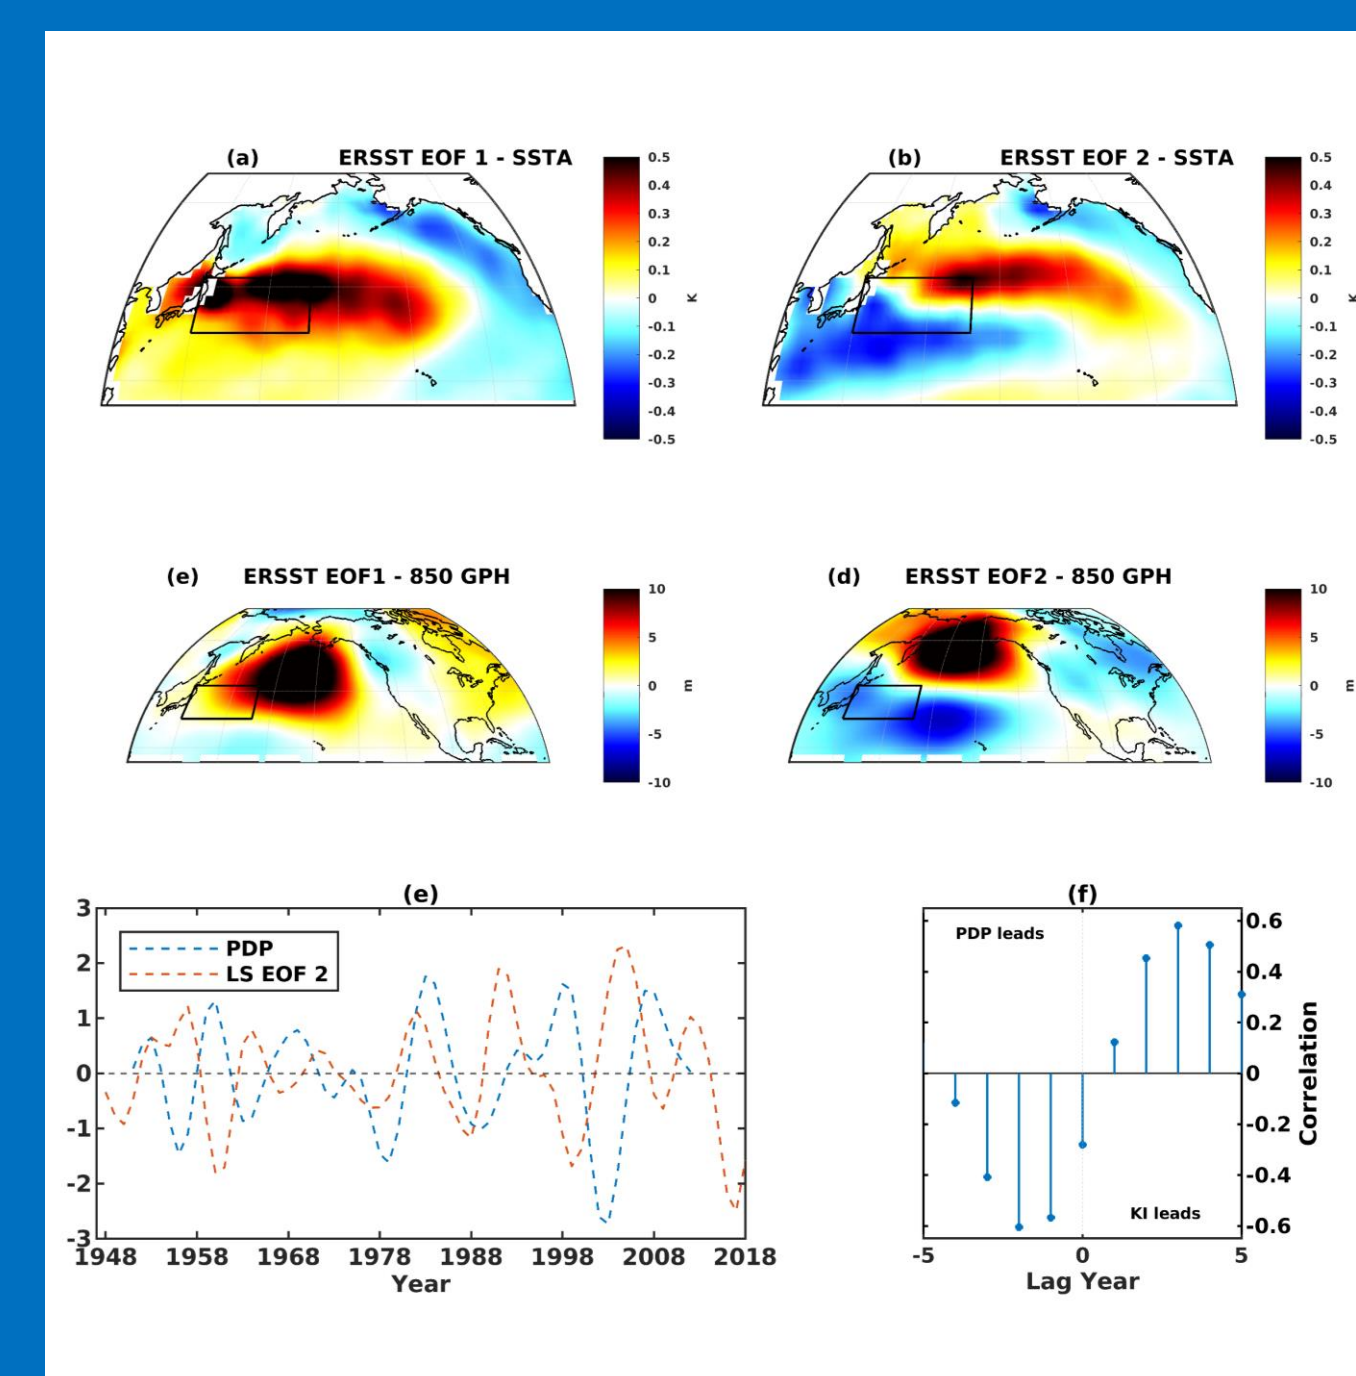 (a) ERSST EOF 1 - SSTA
0.5
0.4
0.3
0.2
0.1
0
-0.1
-0.2
-0.3
-0.4
-0.5
K
(b) ERSST EOF 2 - SSTA
0.5
0.4
0.3
0.2
0.1
0
-0.1
-0.2
-0.3
-0.4
-0.5
K
(e) ERSST EOF1 - 850 GPH
10
5
0
-5
-10
m
(d) ERSST EOF2 - 850 GPH
10
5
0
-5
-10
m
(e)
3
2
1
0
-1
-2
-3
PDP
LS EOF 2
1948 1958 1968 1978 1988 1998 2008 2018
Year
(f)
PDP leads
KI leads
0.6
0.4
0.2
0
-0.2
-0.4
-0.6
Correlation
-5 0 5
Lag Year